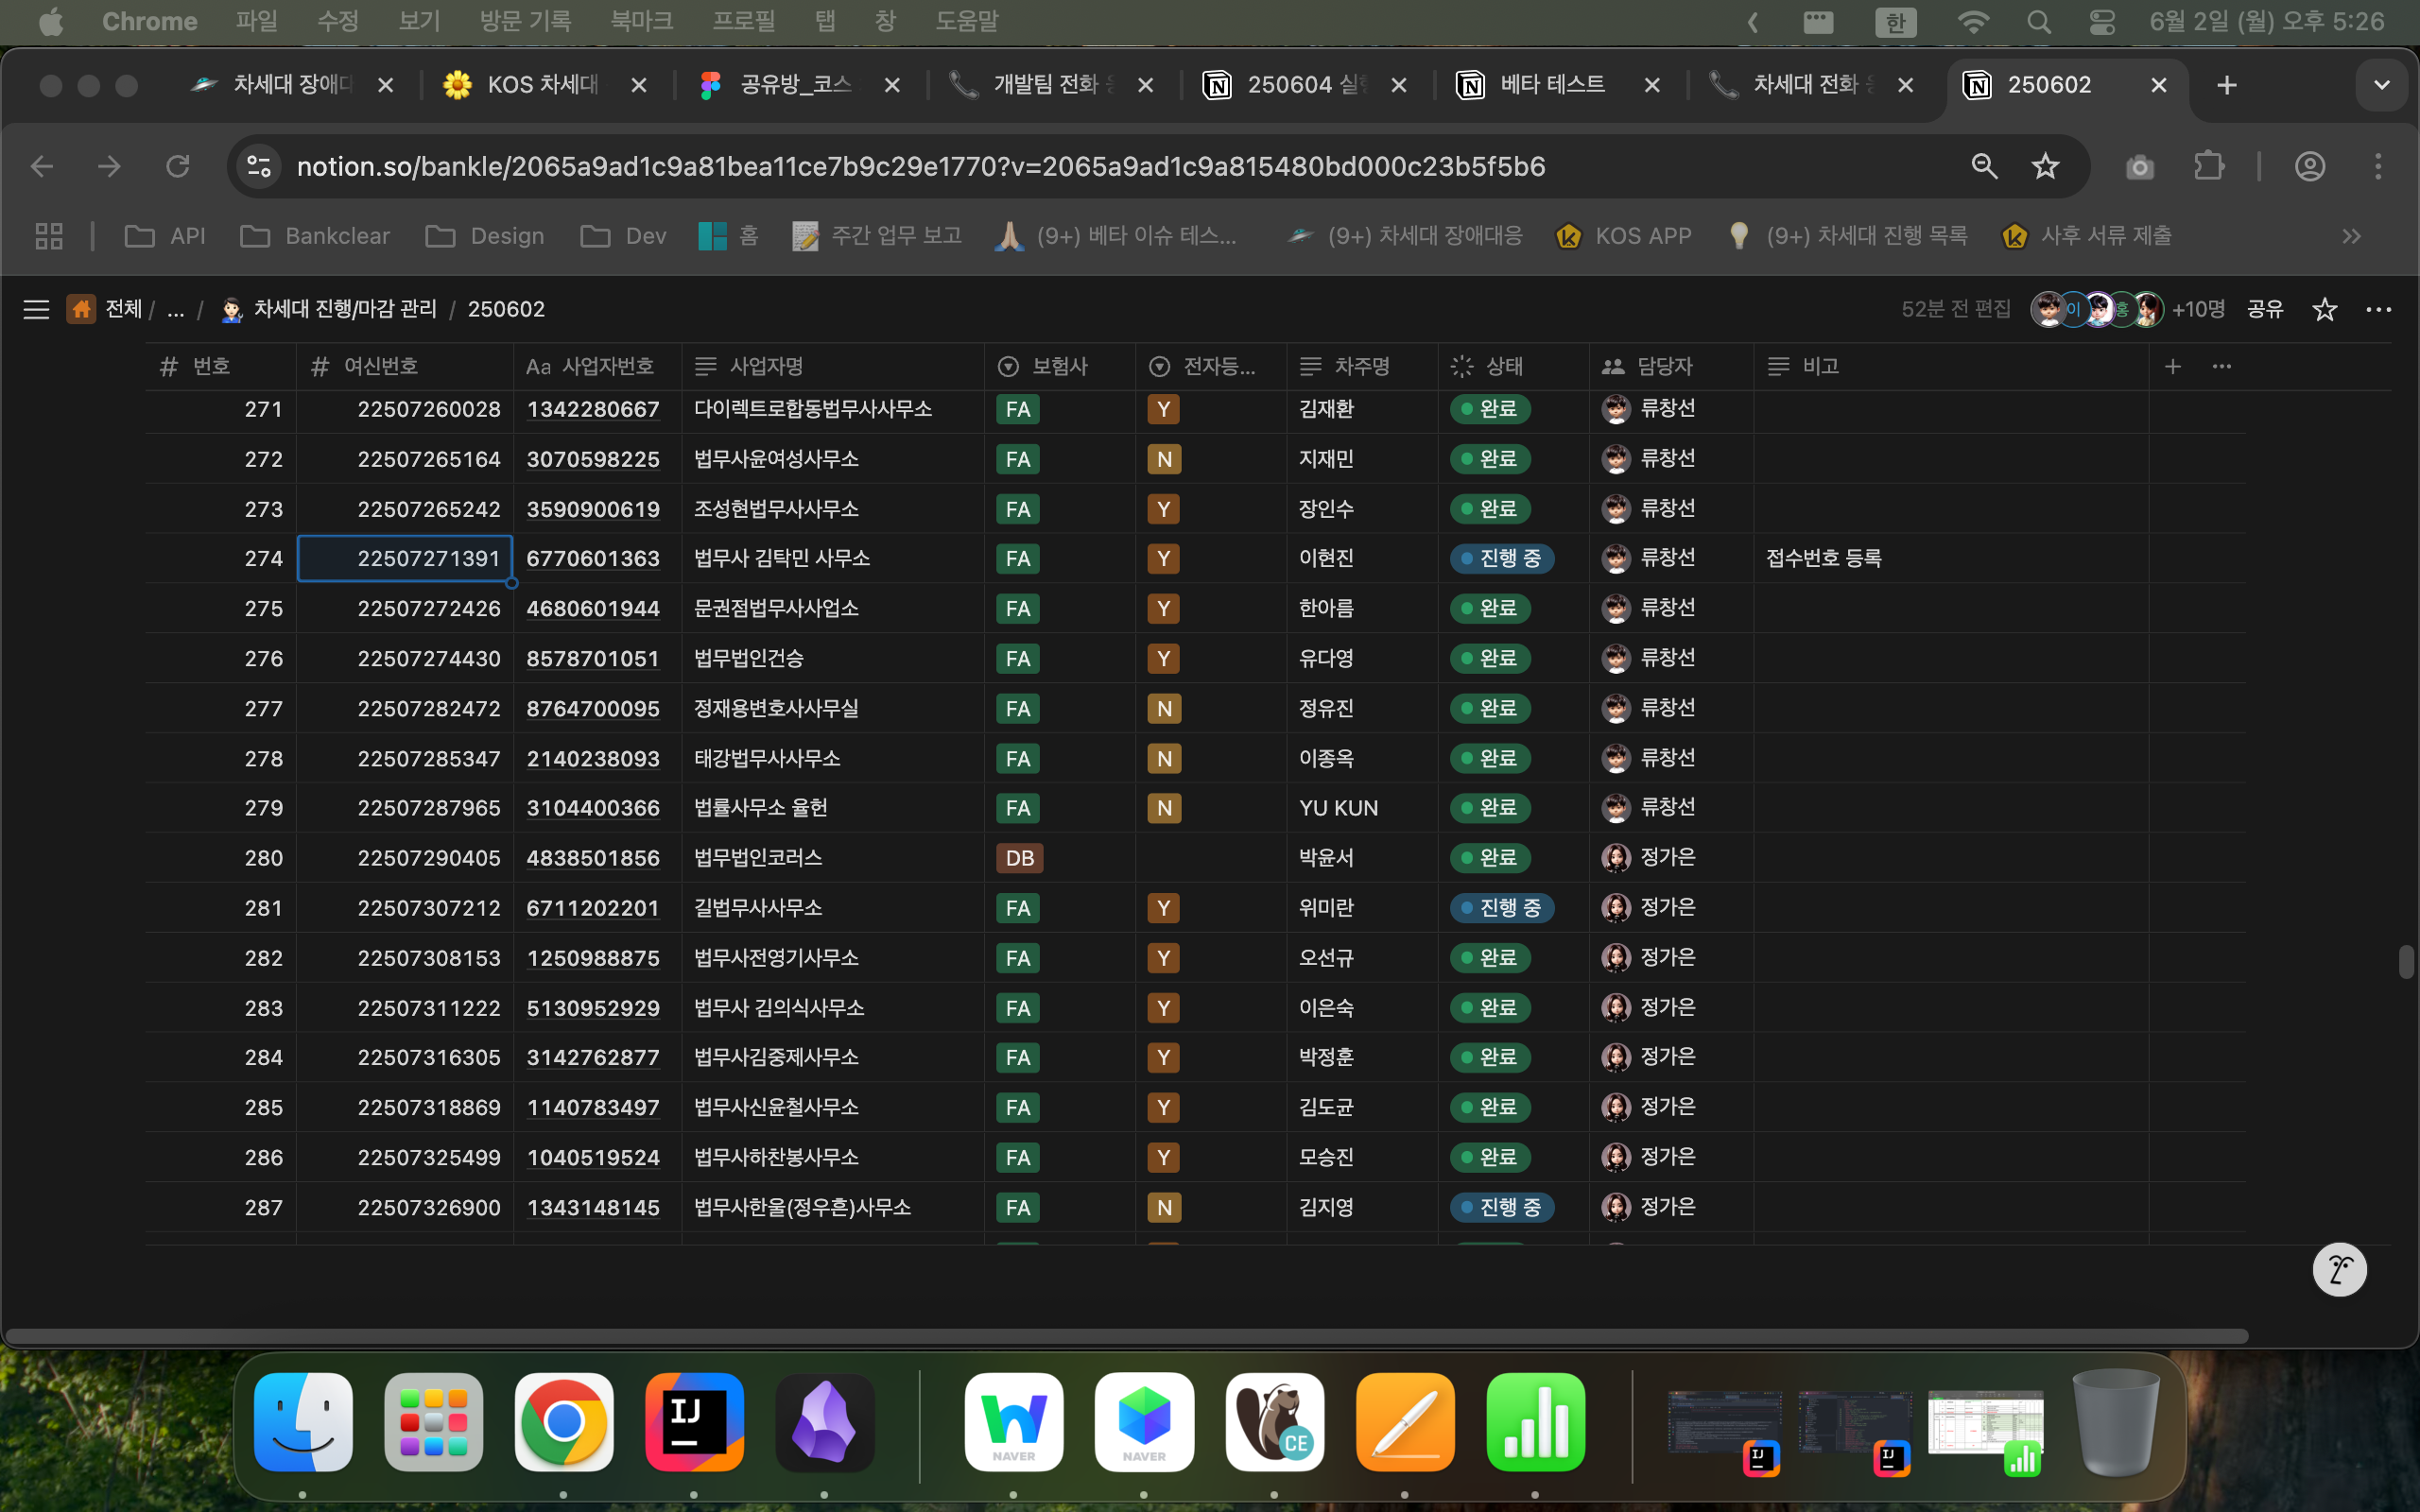 Chrome 파일 수정 보기 방문 기록 북마크 프로필 탭 창 도움말 한 6월 2일 (월) 오후 5:26
차세대 장애대 KOS 차세대 공유방_코스 개발팀 전화 250604 실행 베타 테스트 차세대 전화 250602
notion.so/bankle/2065a9ad1c9a81bea11ce7b9c29e1770?v=2065a9ad1c9a815480bd000c23b5f5b6
API Bankclear Design Dev 홈 주간 업무 보고 (9+) 베타 이슈 테스... (9+) 차세대 장애대응 KOS APP (9+) 차세대 진행 목록 사후 서류 제출
전체 / ... / 차세대 진행/마감 관리 / 250602 52분 전 편집 이 홍 +10명 공유
# 번호 # 여신번호 Aa 사업자번호 사업자명 보험사 전자등... 차주명 상태 담당자 비고
271 22507260028 1342280667 다이렉트로합동법무사사무소 FA Y 김재환 완료 류창선
272 22507265164 3070598225 법무사윤여성사무소 FA N 지재민 완료 류창선
273 22507265242 3590900619 조성현법무사사무소 FA Y 장인수 완료 류창선
274 22507271391 6770601363 법무사 김탁민 사무소 FA Y 이현진 진행 중 류창선 접수번호 등록
275 22507272426 4680601944 문권점법무사사업소 FA Y 한아름 완료 류창선
276 22507274430 8578701051 법무법인건승 FA Y 유다영 완료 류창선
277 22507282472 8764700095 정재용변호사사무실 FA N 정유진 완료 류창선
278 22507285347 2140238093 태강법무사사무소 FA N 이종옥 완료 류창선
279 22507287965 3104400366 법률사무소 율헌 FA N YU KUN 완료 류창선
280 22507290405 4838501856 법무법인코러스 DB 박윤서 완료 정가은
281 22507307212 6711202201 길법무사사무소 FA Y 위미란 진행 중 정가은
282 22507308153 1250988875 법무사전영기사무소 FA Y 오선규 완료 정가은
283 22507311222 5130952929 법무사 김의식사무소 FA Y 이은숙 완료 정가은
284 22507316305 3142762877 법무사김중제사무소 FA Y 박정훈 완료 정가은
285 22507318869 1140783497 법무사신윤철사무소 FA Y 김도균 완료 정가은
286 22507325499 1040519524 법무사하찬봉사무소 FA Y 모승진 완료 정가은
287 22507326900 1343148145 법무사한울(정우흔)사무소 FA N 김지영 진행 중 정가은
IJ W NAVER NAVER CE IJ IJ